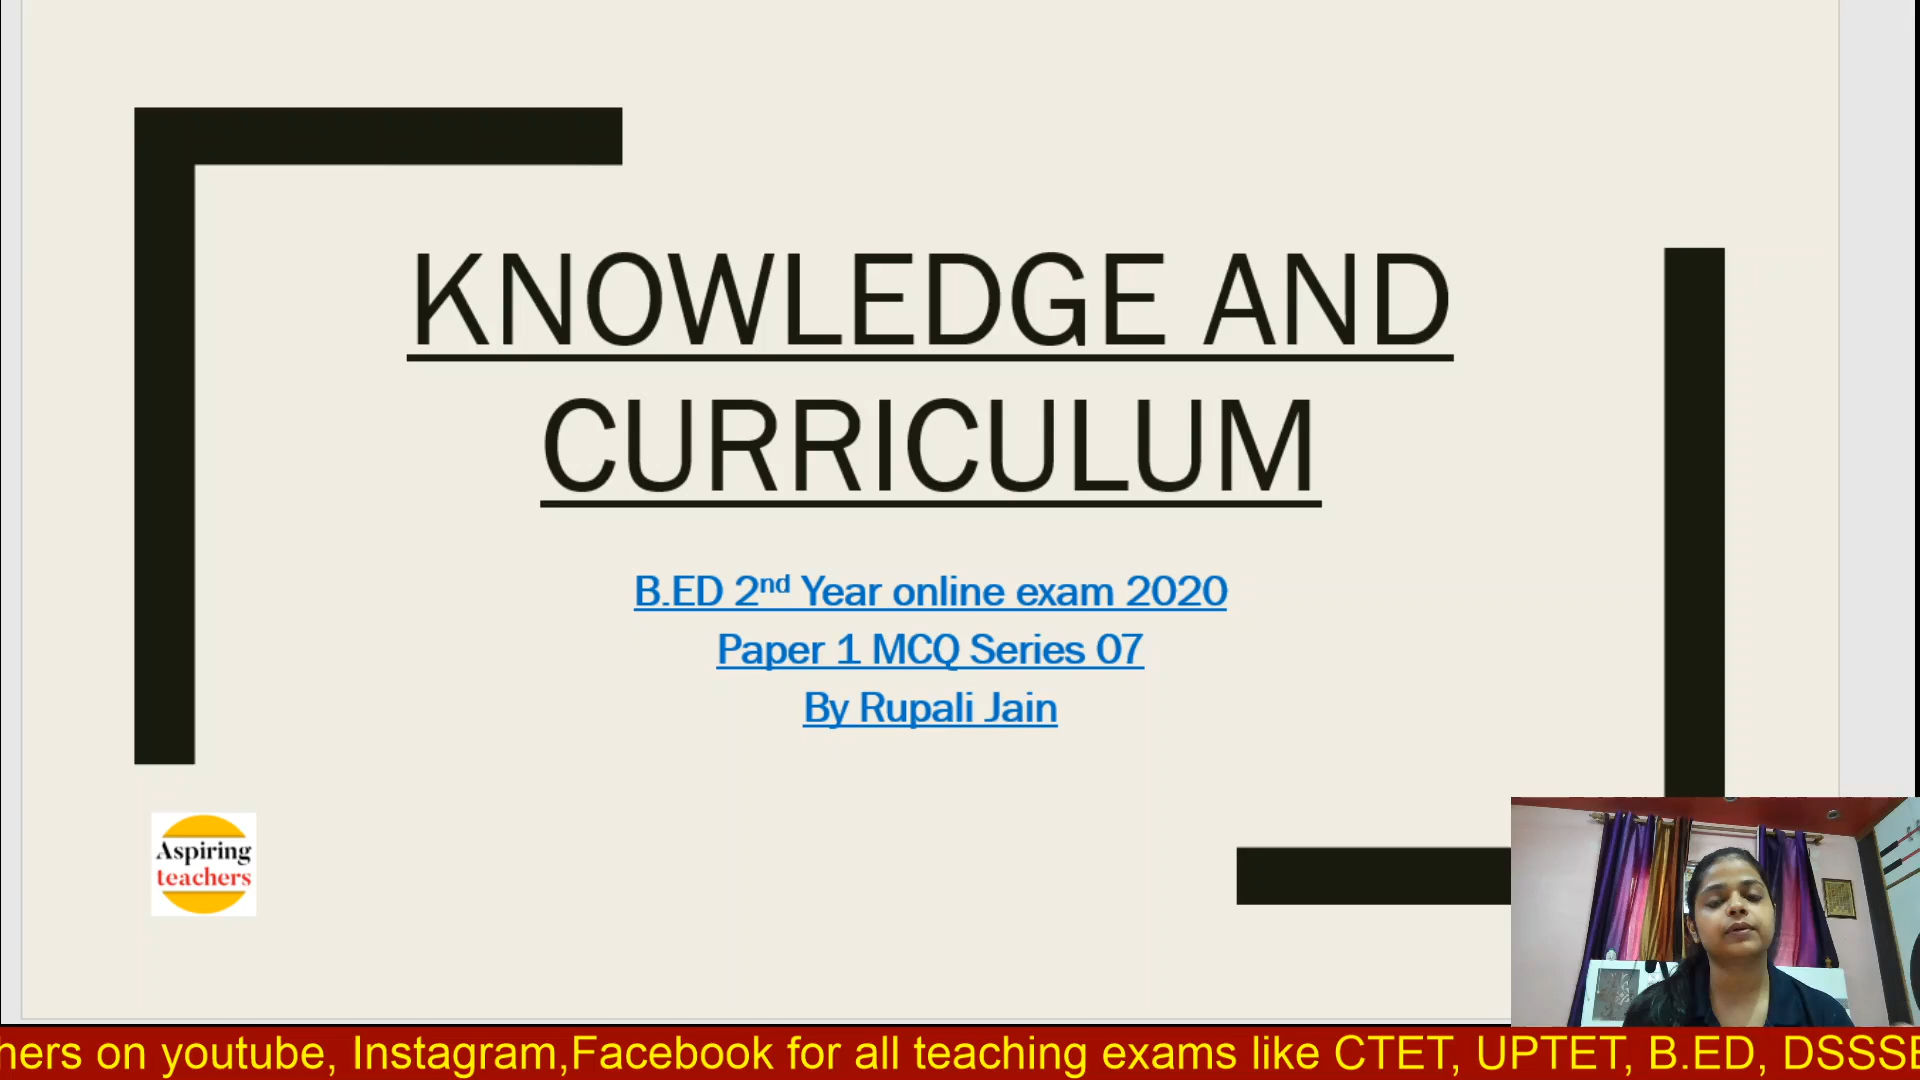 KNOWLEDGE AND
CURRICULUM
B.ED 2nd Year online exam 2020
Paper 1 MCQ Series 07
By Rupali Jain
Aspiring
teachers
hers on youtube, Instagram,Facebook for all teaching exams like CTET, UPTET, B.ED, DSSSE